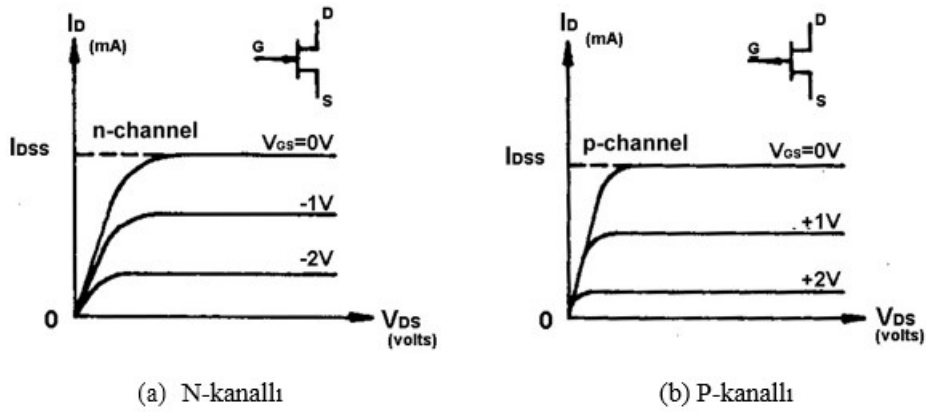 ID
(mA)
D
G
S
n-channel
IDSS
VGS=0V
-1V
-2V
0
VDS
(volts)
(a) N-kanallı
ID
(mA)
D
G
S
p-channel
IDSS
VGS=0V
+1V
+2V
0
VDS
(volts)
(b) P-kanallı